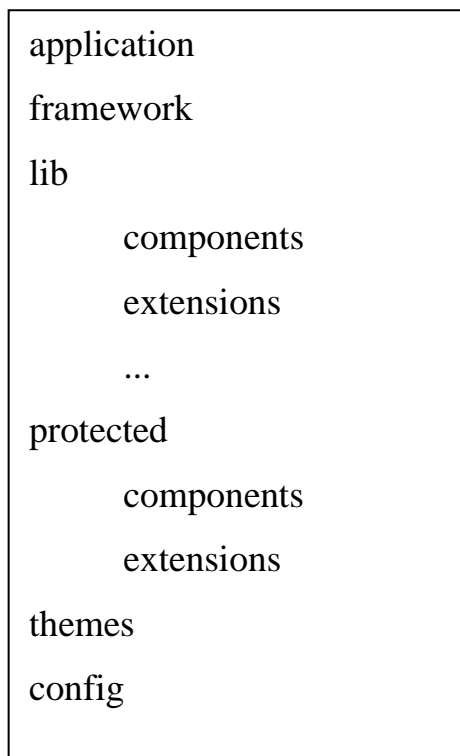 application
framework
lib
components
extensions
...
protected
components
extensions
themes
config